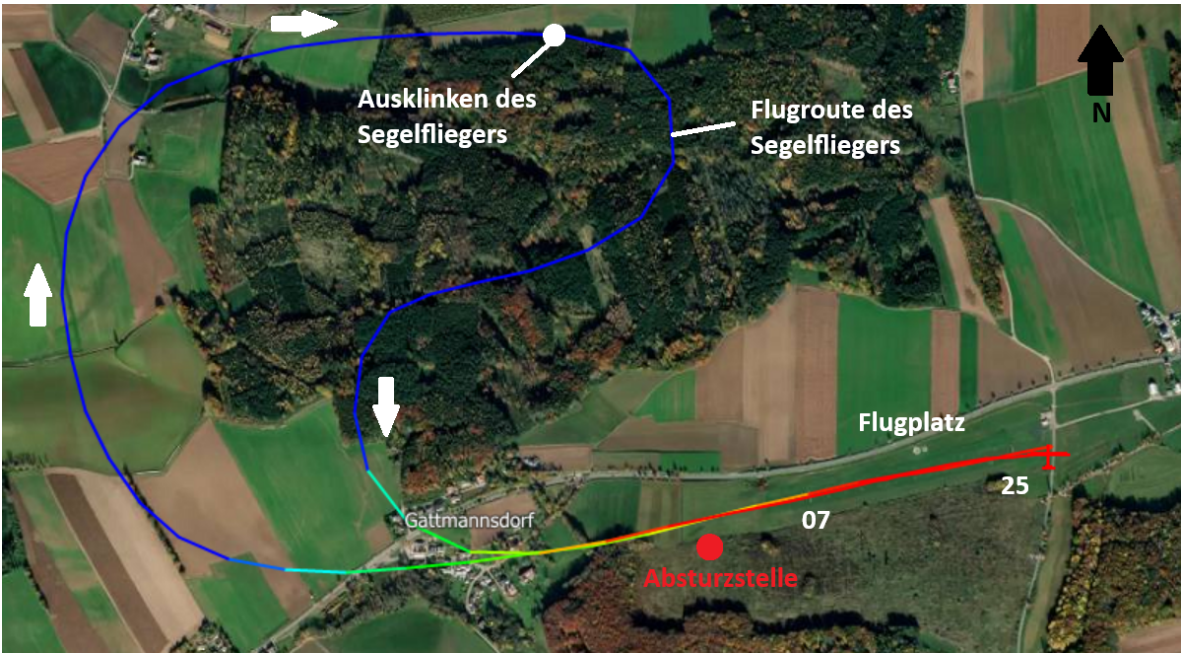 Ausklinken des
Segelfliegers
Flugroute des
Segelfliegers
N
Flugplatz
25
07
Gattmannsdorf
Absturzstelle